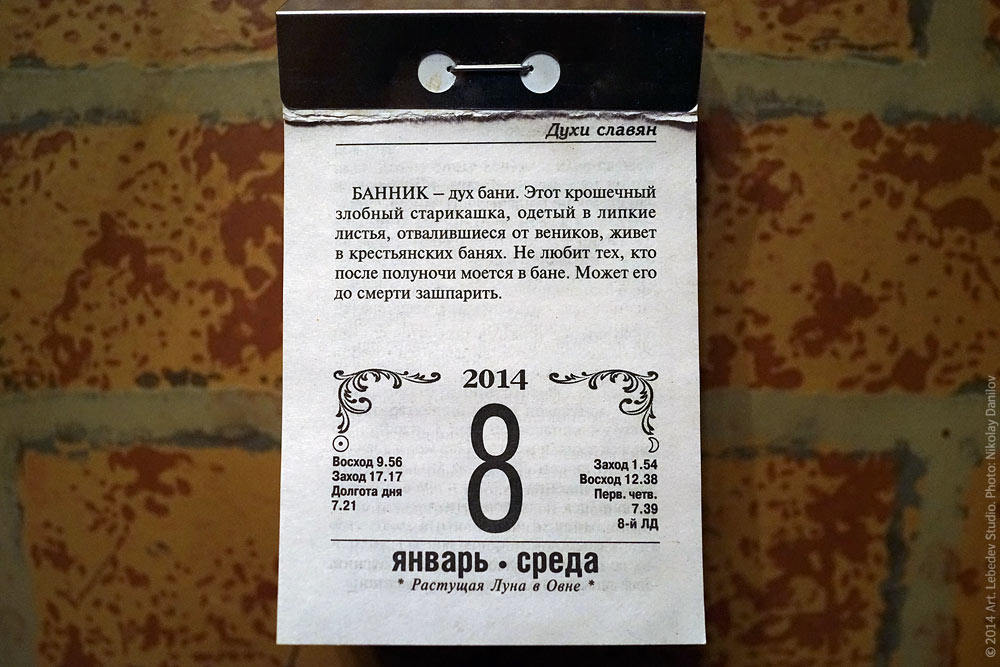 Духи славян
БАННИК – дух бани. Этот крошечный
злобный старикашка, одетый в липкие
листья, отвалившиеся от веников, живет
в крестьянских банях. Не любит тех, кто
после полуночи моется в бане. Может его
до смерти зашпарить.
2014
8
Восход 9.56
Заход 17.17
Долгота дня
7.21
Заход 1.54
Восход 12.38
Перв. четв.
7.39
8-й ЛД
январь • среда
* Растущая Луна в Овне *
© 2014 Art. Lebedev Studio. Photo: Nikolay Danilov